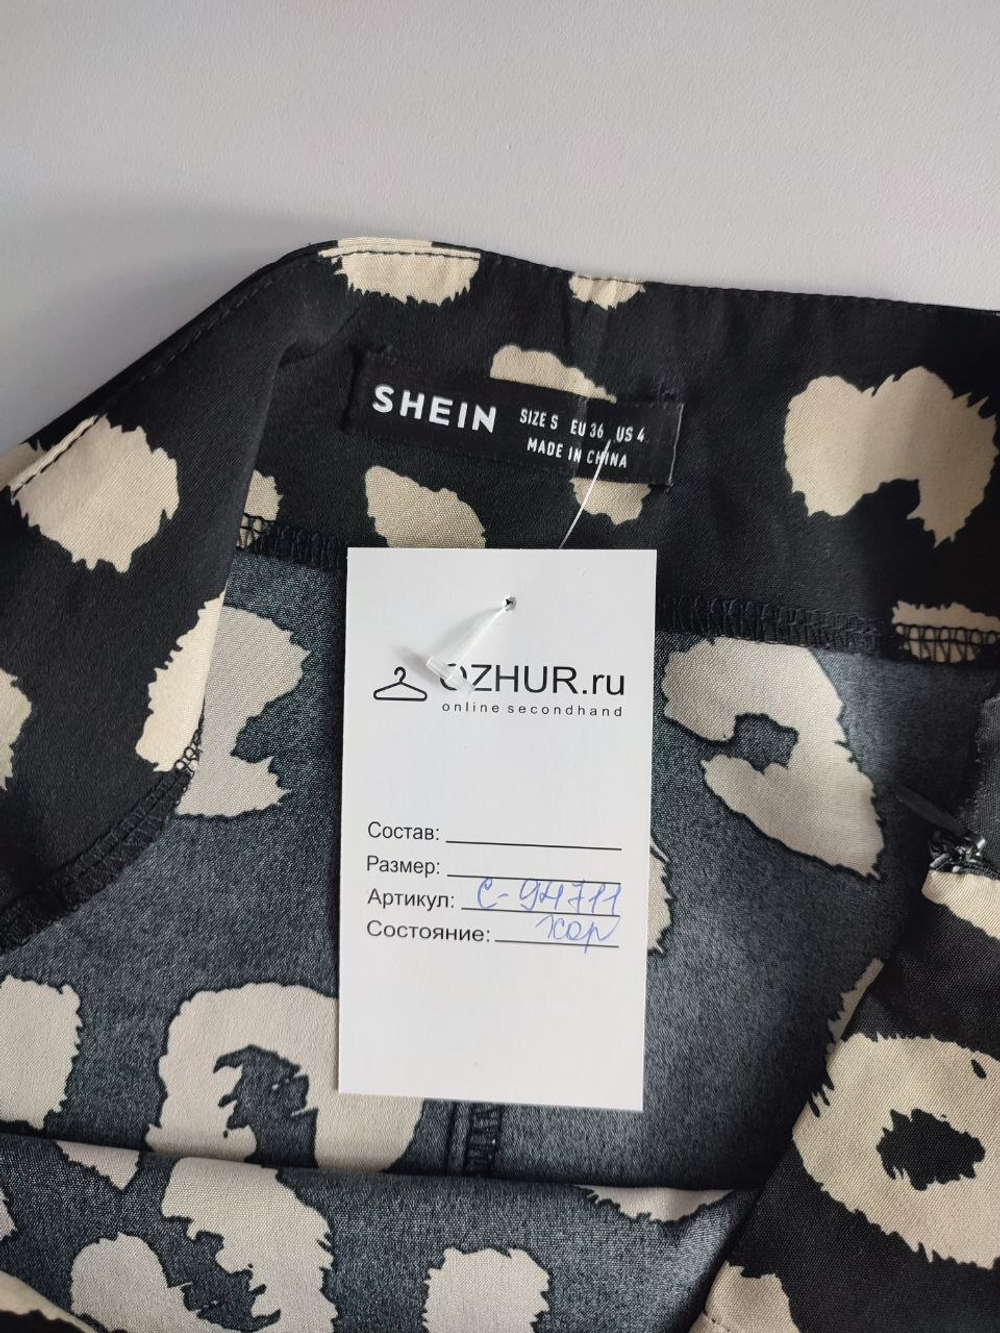 SHEIN SIZE S EU 36 US 4
MADE IN CHINA
OZHUR.ru
online secondhand
Состав:
Размер:
Артикул: С-94711
Состояние: хор